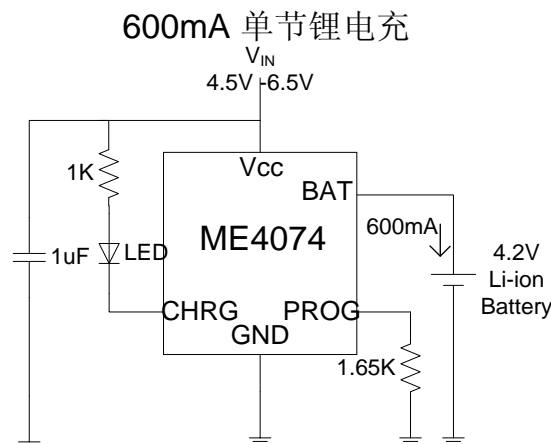 600mA 单节锂电充
VIN
4.5V -6.5V
1K
Vcc
BAT
ME4074
600mA
4.2V
Li-ion
Battery
1uF
LED
CHRG
PROG
GND
1.65K